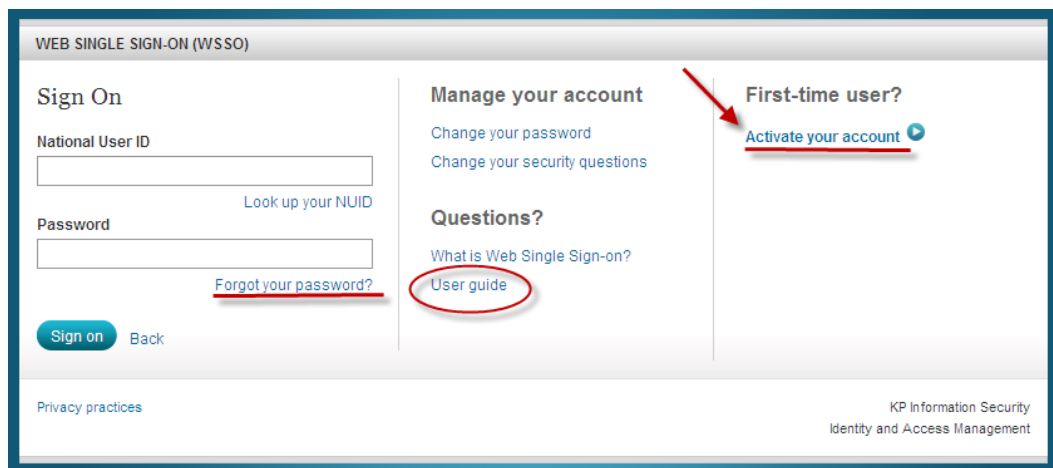 WEB SINGLE SIGN-ON (WSSO)
Sign On
National User ID
Look up your NUID
Password
Forgot your password?
Sign on
Back
Manage your account
Change your password
Change your security questions
Questions?
What is Web Single Sign-on?
User guide
First-time user?
Activate your account
Privacy practices
KP Information Security
Identity and Access Management